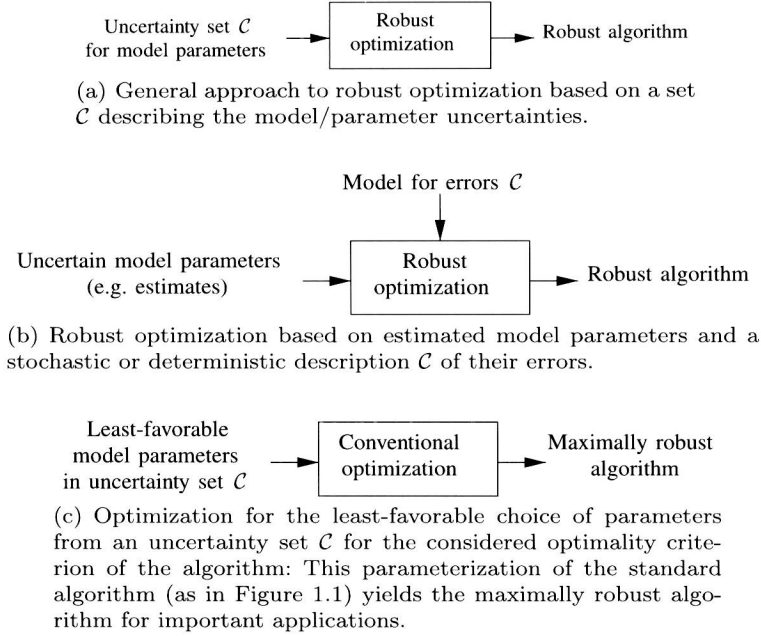 Uncertainty set C
for model parameters
Robust
optimization
Robust algorithm
(a) General approach to robust optimization based on a set
C describing the model/parameter uncertainties.
Model for errors C
Uncertain model parameters
(e.g. estimates)
Robust
optimization
Robust algorithm
(b) Robust optimization based on estimated model parameters and a
stochastic or deterministic description C of their errors.
Least-favorable
model parameters
in uncertainty set C
Conventional
optimization
Maximally robust
algorithm
(c) Optimization for the least-favorable choice of parameters
from an uncertainty set C for the considered optimality crite-
rion of the algorithm: This parameterization of the standard
algorithm (as in Figure 1.1) yields the maximally robust algo-
rithm for important applications.